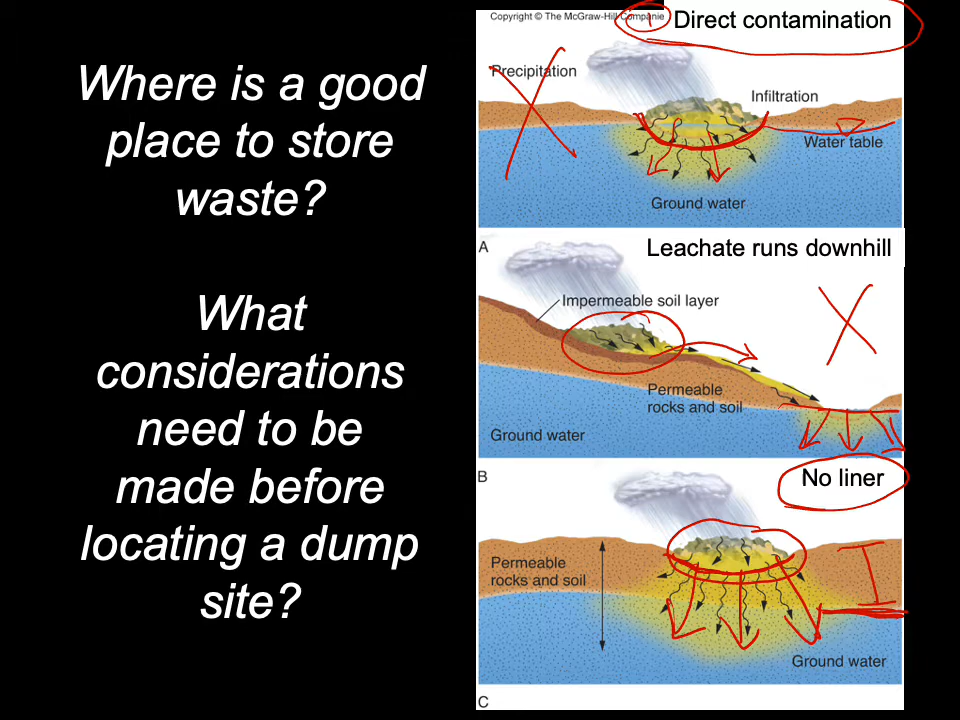 Where is a good
place to store
waste?
What
considerations
need to be
made before
locating a dump
site?
Copyright © The McGraw-Hill Companie
1 Direct contamination
Precipitation
Infiltration
Water table
Ground water
A
Leachate runs downhill
Impermeable soil layer
Permeable
rocks and soil
Ground water
B
No liner
Permeable
rocks and soil
Ground water
C